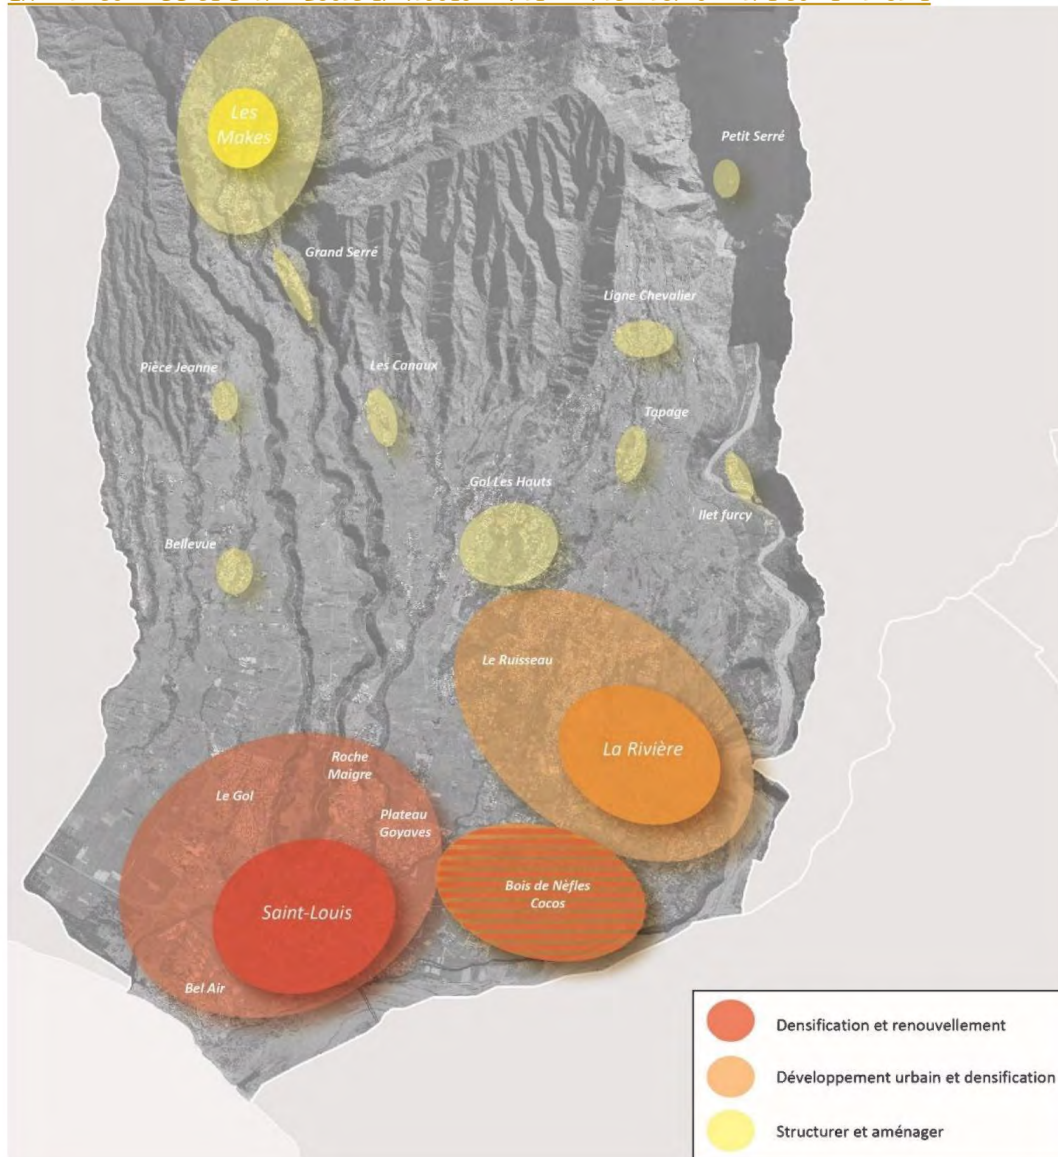 Les
Makes
Petit Serré
Grand Serré
Ligne Chevalier
Pièce Jeanne
Les Canaux
Tapage
Gol Les Hauts
Ilet furcy
Bellevue
Le Ruisseau
La Rivière
Roche
Maigre
Le Gol
Plateau
Goyaves
Bois de Nèfles
Cocos
Saint-Louis
Bel Air
Densification et renouvellement
Développement urbain et densification
Structurer et aménager